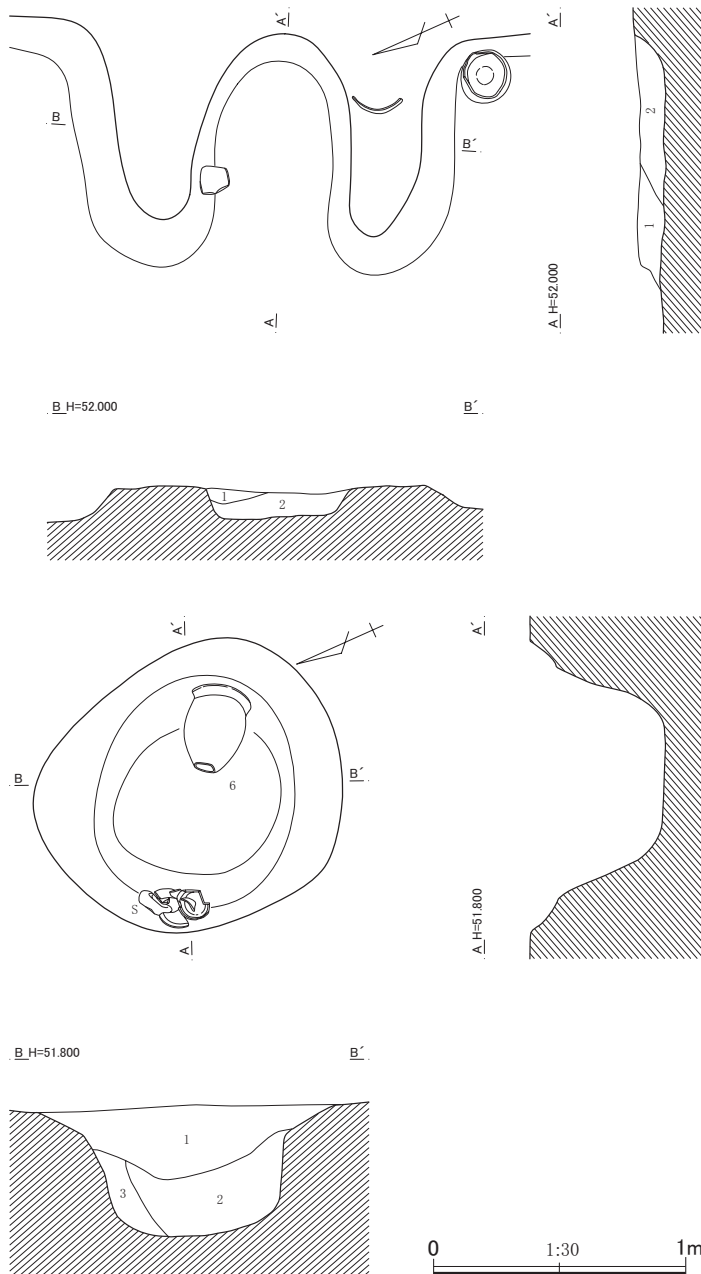 A´
A´
B
B´
2
1
A
A H=52.000
B H=52.000
B´
1
2
A´
A´
B
B´
6
S
A
A H=51.800
B H=51.800
B´
1
3
2
0 1:30 1m